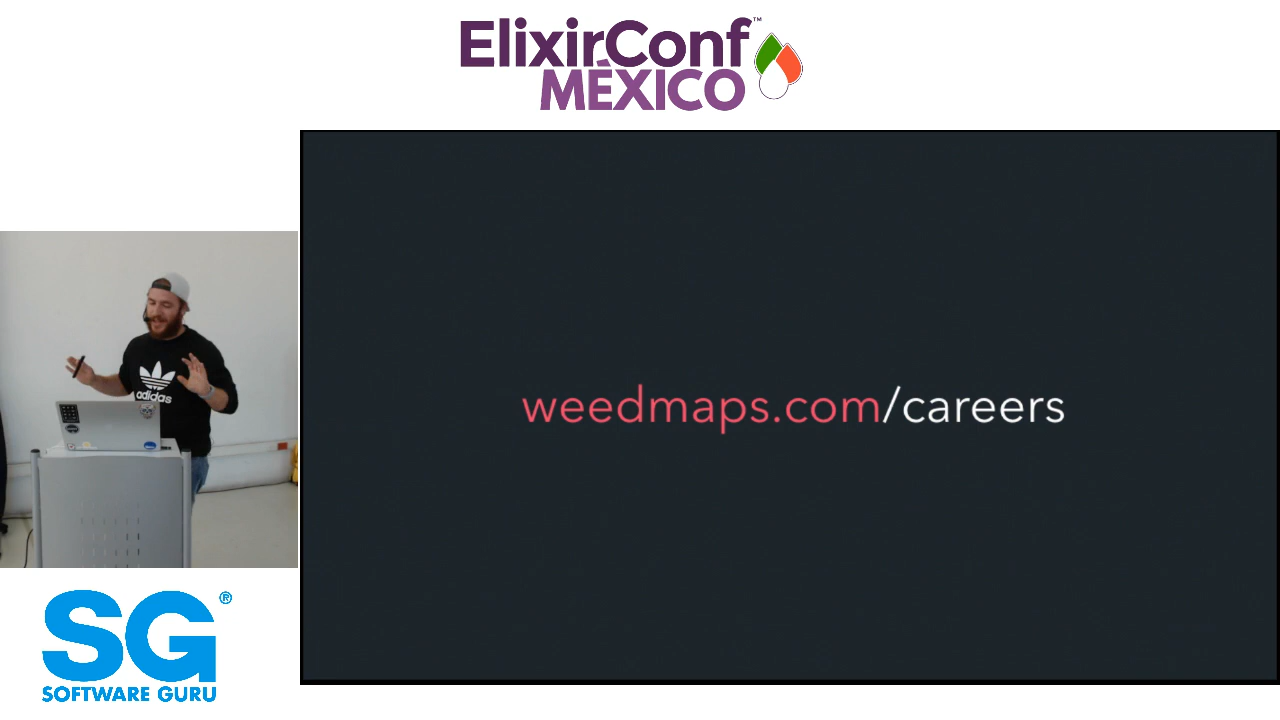 ElixirConf™
MÉXICO
weedmaps.com/careers
adidas
SG®
SOFTWARE GURU